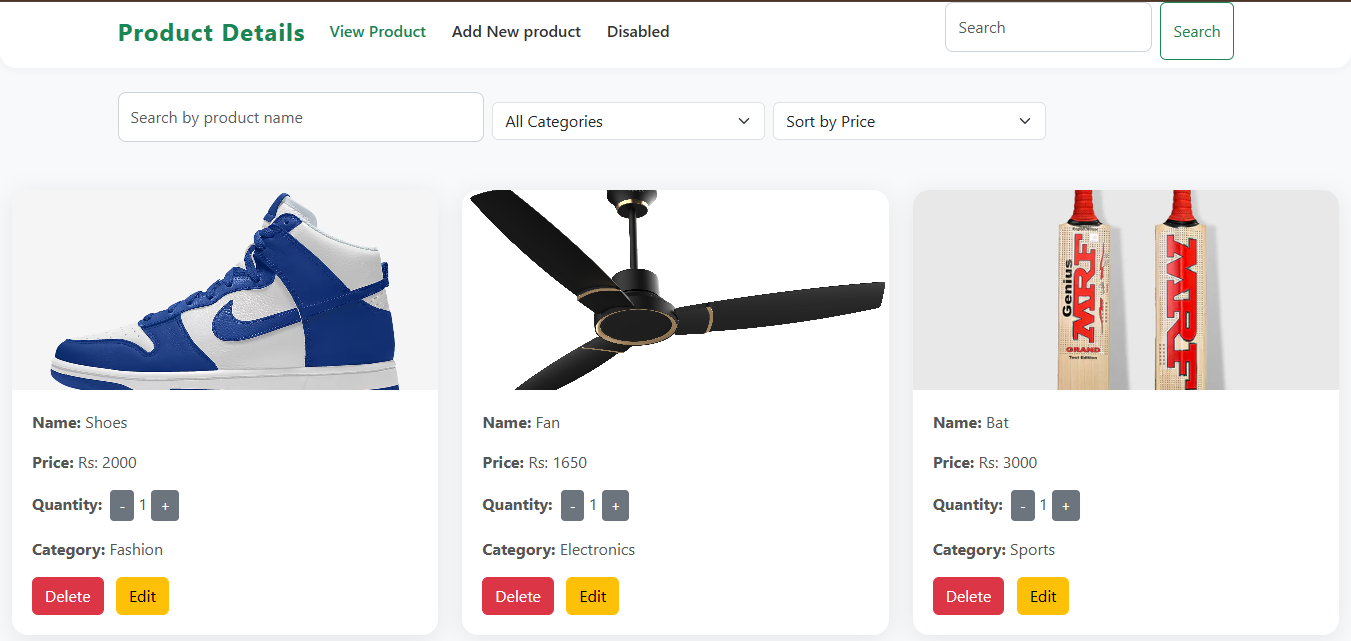 Product Details View Product Add New product Disabled Search Search
Search by product name All Categories Sort by Price
Genius MRF GRAND Test Edition MRF
Name: Shoes
Price: Rs: 2000
Quantity: - 1 +
Category: Fashion
Delete Edit
Name: Fan
Price: Rs: 1650
Quantity: - 1 +
Category: Electronics
Delete Edit
Name: Bat
Price: Rs: 3000
Quantity: - 1 +
Category: Sports
Delete Edit